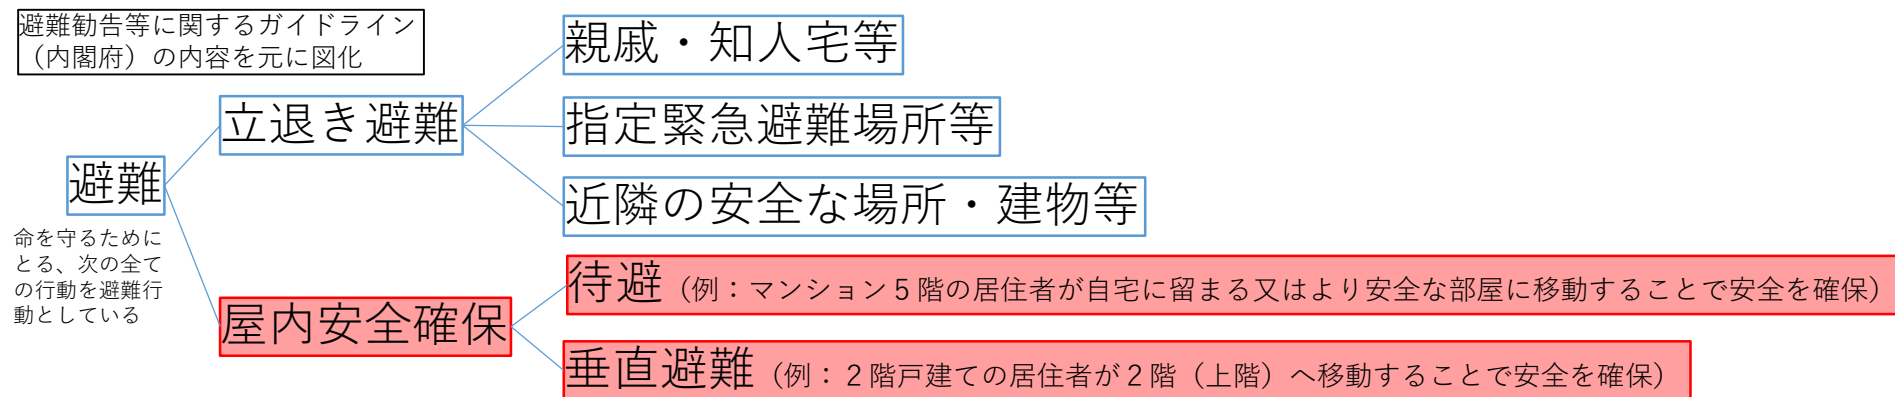 避難勧告等に関するガイドライン
（内閣府）の内容を元に図化
避難
命を守るために
とる、次の全て
の行動を避難行
動としている
立退き避難
親戚・知人宅等
指定緊急避難場所等
近隣の安全な場所・建物等
屋内安全確保
待避（例：マンション５階の居住者が自宅に留まる又はより安全な部屋に移動することで安全を確保）
垂直避難（例：２階戸建ての居住者が２階（上階）へ移動することで安全を確保）